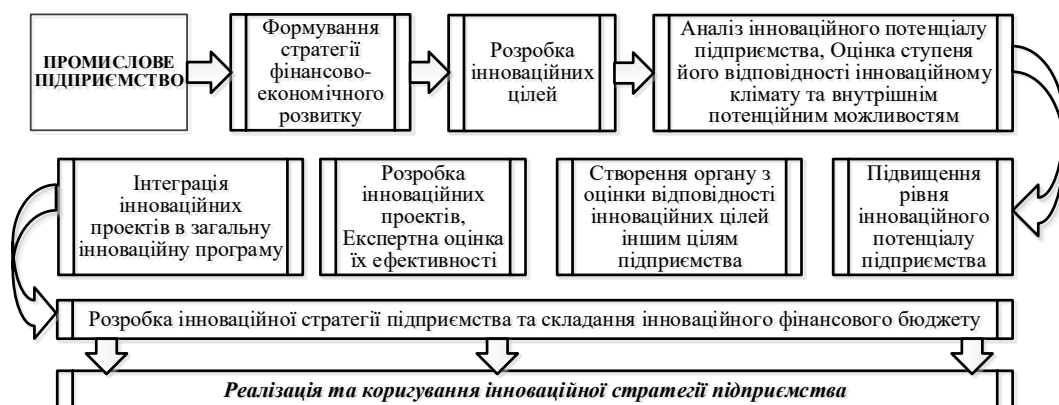 ПРОМИСЛОВЕ
ПІДПРИЄМСТВО
Формування
стратегії
фінансово-
економічного
розвитку
Розробка
інноваційних
цілей
Аналіз інноваційного потенціалу
підприємства, Оцінка ступеня
його відповідності інноваційному
клімату та внутрішнім
потенційним можливостям
Інтеграція
інноваційних
проектів в загальну
інноваційну програму
Розробка
інноваційних
проектів,
Експертна оцінка
їх ефективності
Створення органу з
оцінки відповідності
інноваційних цілей
іншим цілям
підприємства
Підвищення
рівня
інноваційного
потенціалу
підприємства
Розробка інноваційної стратегії підприємства та складання інноваційного фінансового бюджету
Реалізація та коригування інноваційної стратегії підприємства